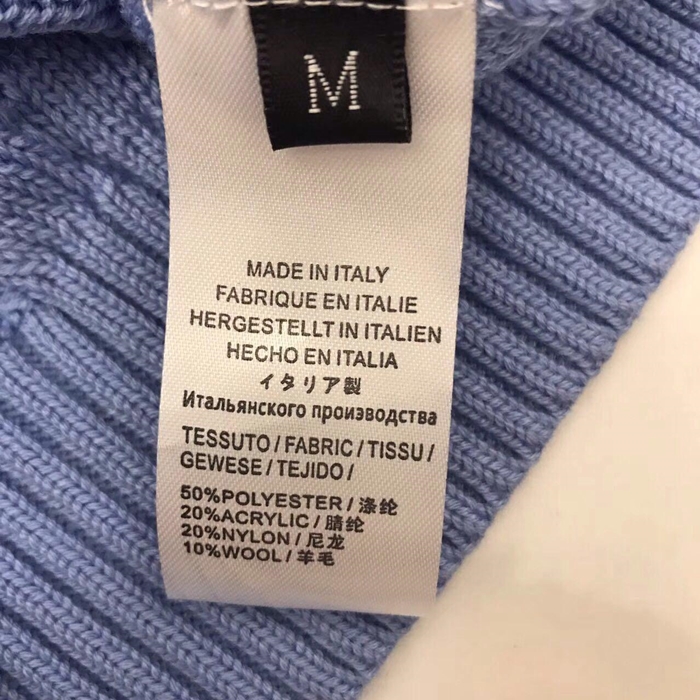 M
MADE IN ITALY
FABRIQUE EN ITALIE
HERGESTELLT IN ITALIEN
HECHO EN ITALIA
イタリア製
Итальянского производства
TESSUTO / FABRIC / TISSU /
GEWESE / TEJIDO /
50%POLYESTER / 涤纶
20%ACRYLIC / 腈纶
20%NYLON / 尼龙
10%WOOL / 羊毛